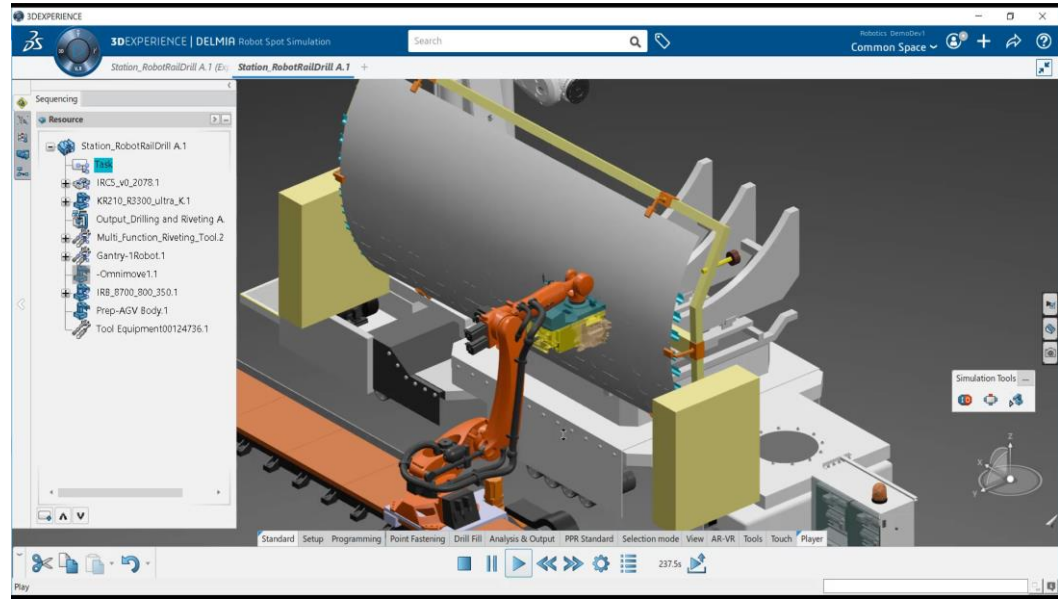 3DEXPERIENCE
3DEXPERIENCE | DELMIA Robot Spot Simulation
Search
Robotics DemoDev1
Common Space
Station_RobotRailDrill A.1 (Ex
Station_RobotRailDrill A.1
Sequencing
Resource
Station_RobotRailDrill A.1
Task
IRC5_v0_2078.1
KR210_R3300_ultra_K.1
Output_Drilling and Riveting A.
Multi_Function_Riveting_Tool.2
Gantry-1Robot.1
-Omnimove1.1
IRB_8700_800_350.1
Prep-AGV Body.1
Tool Equipment00124736.1
Simulation Tools
z
x
y
Standard Setup Programming Point Fastening Drill Fill Analysis & Output PPR Standard Selection mode View AR-VR Tools Touch Player
237.5s
Play